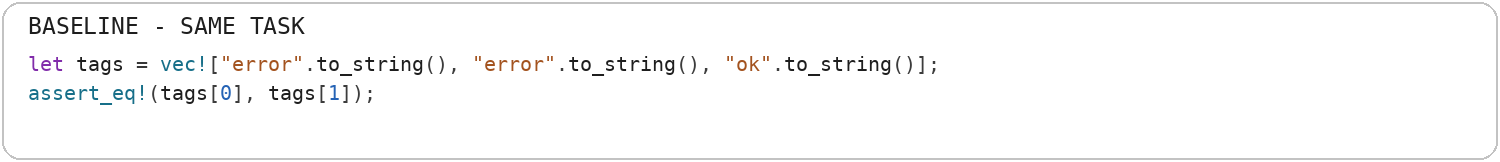 BASELINE - SAME TASK
let tags = vec!["error".to_string(), "error".to_string(), "ok".to_string()];
assert_eq!(tags[0], tags[1]);